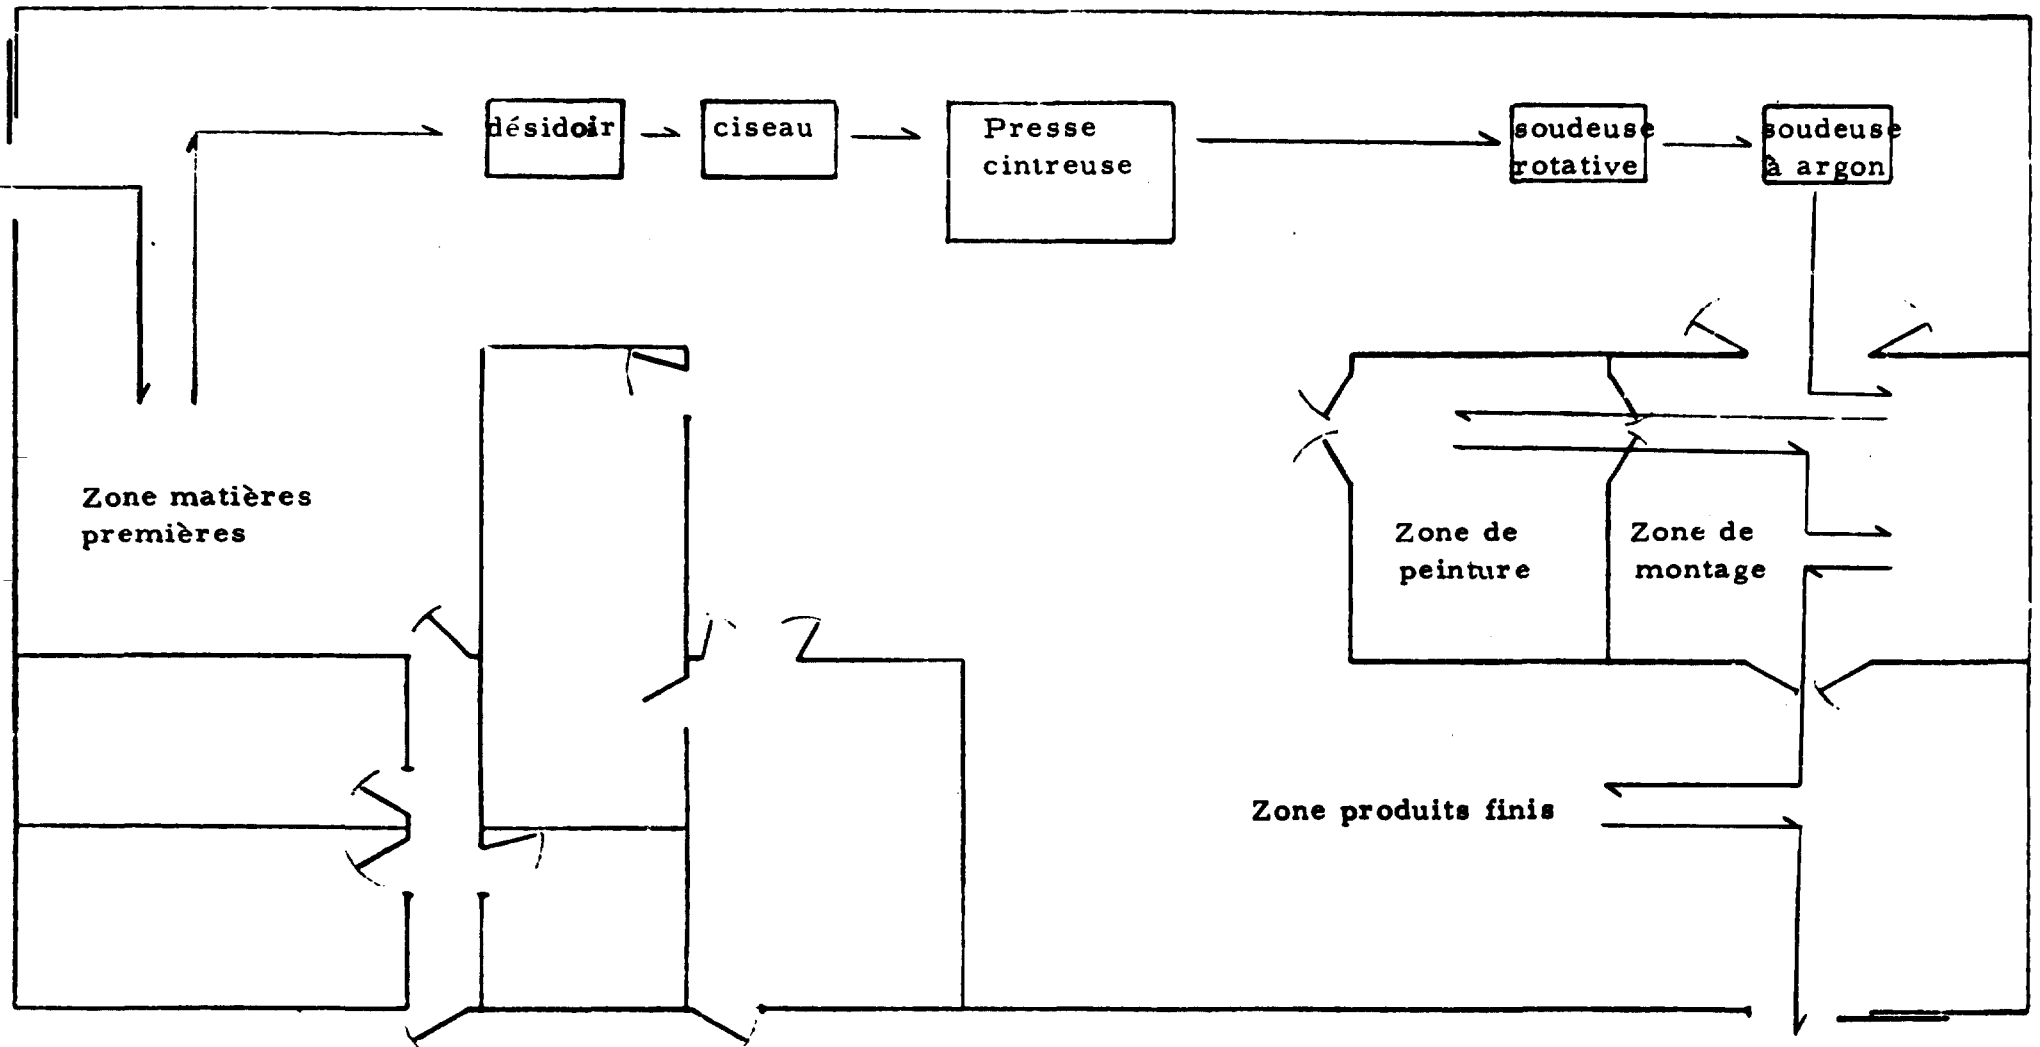 désidoir
ciseau
Presse
cintreuse
soudeuse
rotative
soudeuse
à argon
Zone matières
premières
Zone de
peinture
Zone de
montage
Zone produits finis